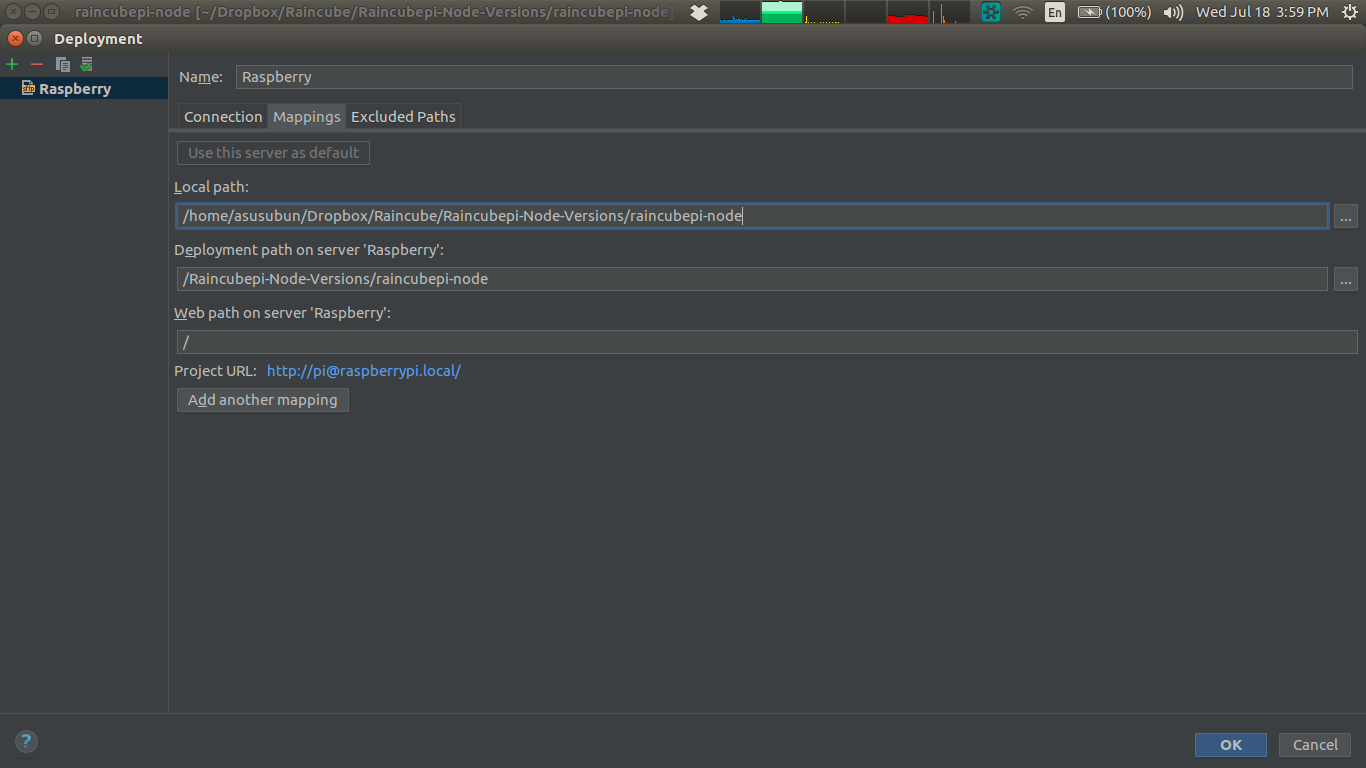 raincubepi-node [~/Dropbox/Raincube/Raincubepi-Node-Versions/raincubepi-node]
En (100%) Wed Jul 18 3:59 PM
Deployment
Raspberry
Name: Raspberry
Connection Mappings Excluded Paths
Use this server as default
Local path:
/home/asusubun/Dropbox/Raincube/Raincubepi-Node-Versions/raincubepi-node
...
Deployment path on server 'Raspberry':
/Raincubepi-Node-Versions/raincubepi-node
...
Web path on server 'Raspberry':
/
Project URL: http://pi@raspberrypi.local/
Add another mapping
? OK Cancel